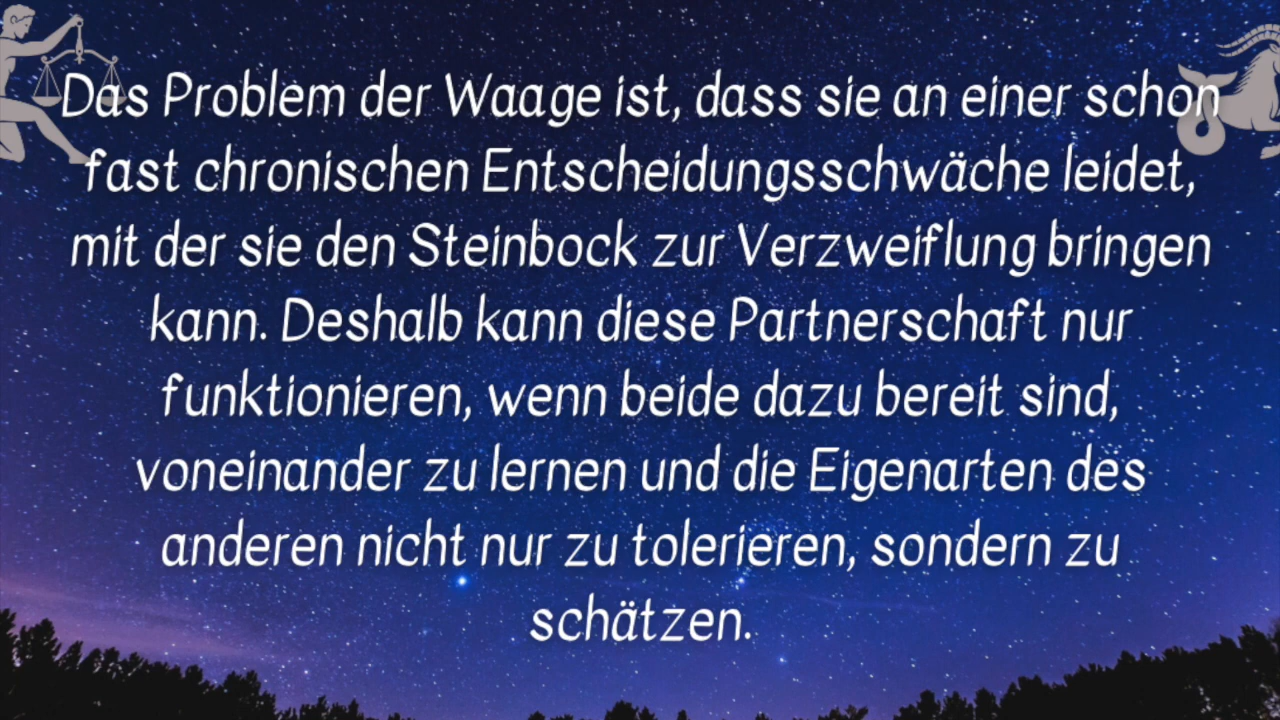 Das Problem der Waage ist, dass sie an einer schon
fast chronischen Entscheidungsschwäche leidet,
mit der sie den Steinbock zur Verzweiflung bringen
kann. Deshalb kann diese Partnerschaft nur
funktionieren, wenn beide dazu bereit sind,
voneinander zu lernen und die Eigenarten des
anderen nicht nur zu tolerieren, sondern zu
schätzen.